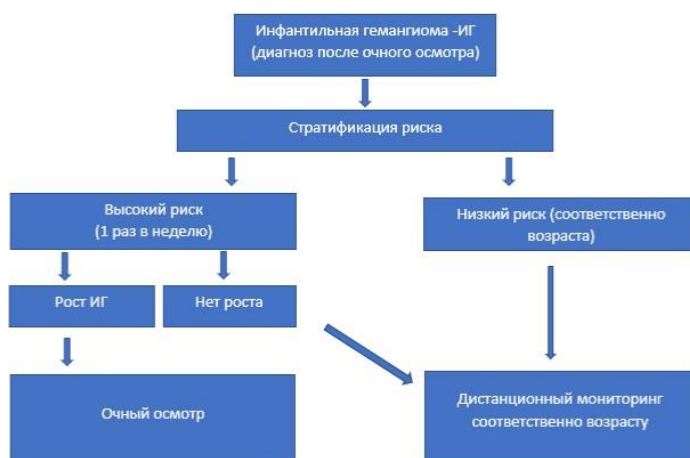 Инфантильная гемангиома -ИГ
(диагноз после очного осмотра)
Стратификация риска
Высокий риск
(1 раз в неделю)
Низкий риск (соответственно
возраста)
Рост ИГ
Нет роста
Очный осмотр
Дистанционный мониторинг
соответственно возрасту